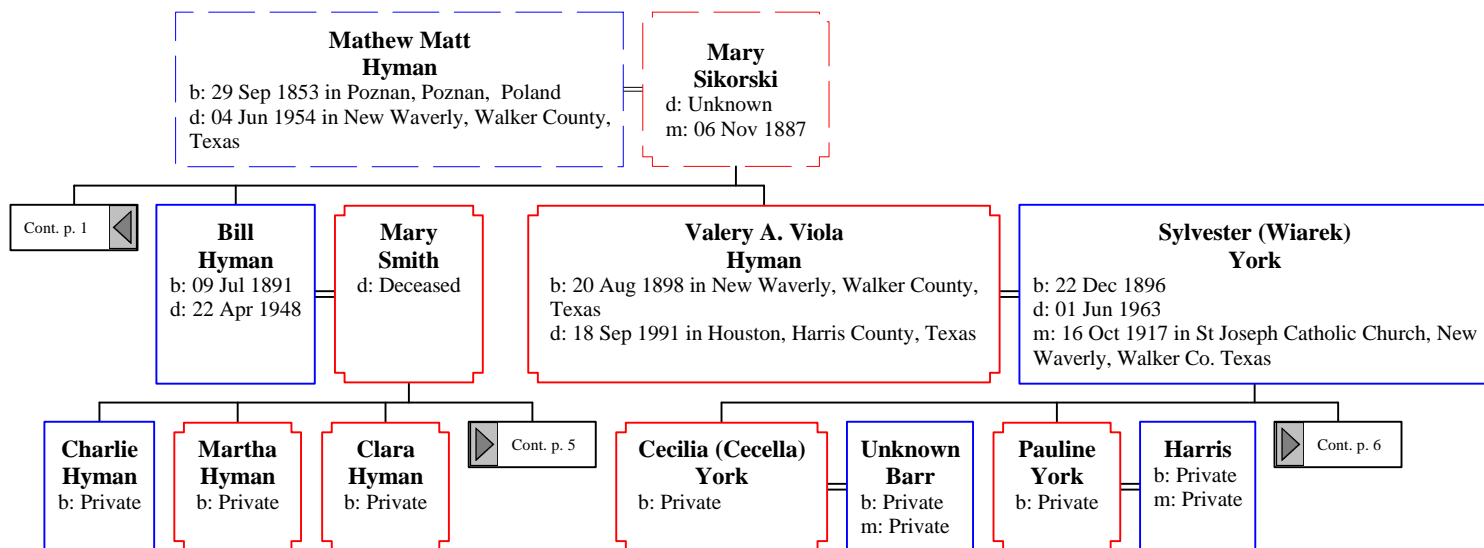 Mathew Matt
Hyman
b: 29 Sep 1853 in Poznan, Poznan, Poland
d: 04 Jun 1954 in New Waverly, Walker County,
Texas
Mary
Sikorski
d: Unknown
m: 06 Nov 1887
Cont. p. 1
Bill
Hyman
b: 09 Jul 1891
d: 22 Apr 1948
Mary
Smith
d: Deceased
Valery A. Viola
Hyman
b: 20 Aug 1898 in New Waverly, Walker County,
Texas
d: 18 Sep 1991 in Houston, Harris County, Texas
Sylvester (Wiarek)
York
b: 22 Dec 1896
d: 01 Jun 1963
m: 16 Oct 1917 in St Joseph Catholic Church, New
Waverly, Walker Co. Texas
Charlie
Hyman
b: Private
Martha
Hyman
b: Private
Clara
Hyman
b: Private
Cont. p. 5
Cecilia (Cecella)
York
b: Private
Unknown
Barr
b: Private
m: Private
Pauline
York
b: Private
Harris
b: Private
m: Private
Cont. p. 6